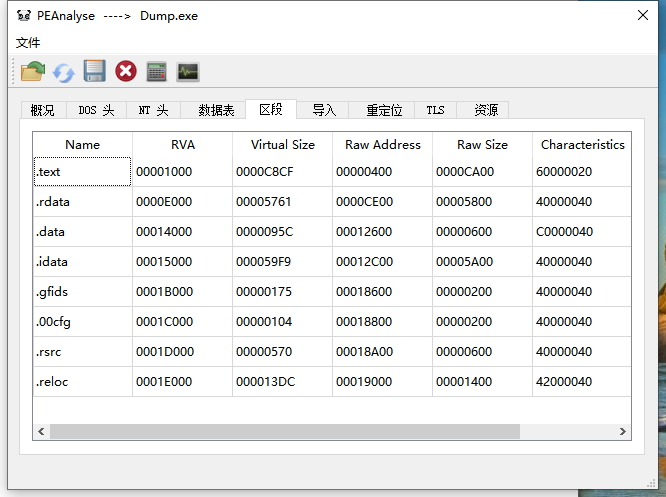 PEAnalyse ----> Dump.exe
文件
概况 DOS 头 NT 头 数据表 区段 导入 重定位 TLS 资源
Name RVA Virtual Size Raw Address Raw Size Characteristics
.text 00001000 0000C8CF 00000400 0000CA00 60000020
.rdata 0000E000 00005761 0000CE00 00005800 40000040
.data 00014000 0000095C 00012600 00000600 C0000040
.idata 00015000 000059F9 00012C00 00005A00 40000040
.gfids 0001B000 00000175 00018600 00000200 40000040
.00cfg 0001C000 00000104 00018800 00000200 40000040
.rsrc 0001D000 00000570 00018A00 00000600 40000040
.reloc 0001E000 000013DC 00019000 00001400 42000040